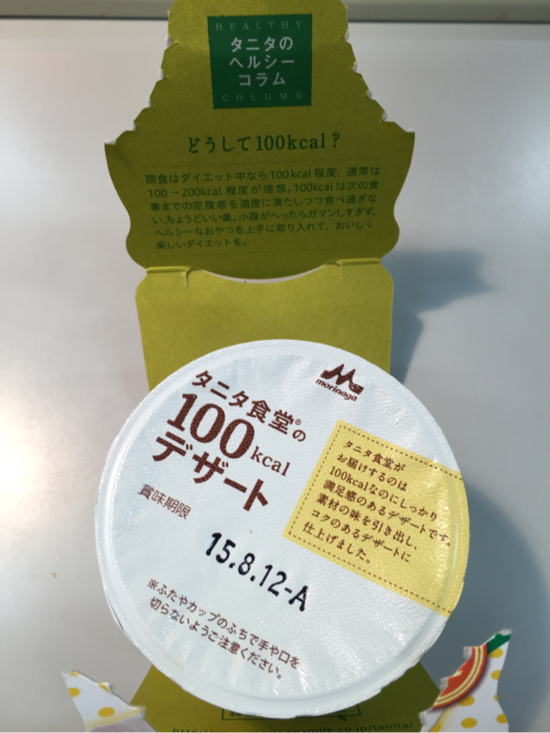 HEALTHY
タニタの
ヘルシー
コラム
COLUMN
どうして100kcal?
間食はダイエット中なら100kcal程度、通常は
100〜200kcal程度が理想。100kcalは次の食
事までの空腹感を適度に満たしつつ食べ過ぎな
い、ちょうどいい量。小腹がへったらガマンしすぎず、
ヘルシーなおやつを上手に取り入れて、おいしく
楽しいダイエットを。
morinaga
タニタ食堂®の
100kcal
デザート
タニタ食堂が
お届けするのは
100kcalなのにしっかり
満足感のあるデザートです。
素材の味を引き出し、
コクのあるデザートに
仕上げました。
賞味期限
15.8.12-A
※ふたやカップのふちで手や口を
切らないようご注意ください。